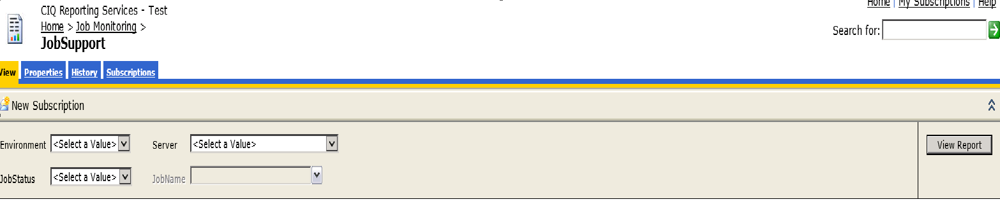 CIQ Reporting Services - Test
Home | My Subscriptions | Help
Home > Job Monitoring >
Search for:
JobSupport
View Properties History Subscriptions
New Subscription
Environment <Select a Value> Server <Select a Value> View Report
JobStatus <Select a Value> JobName